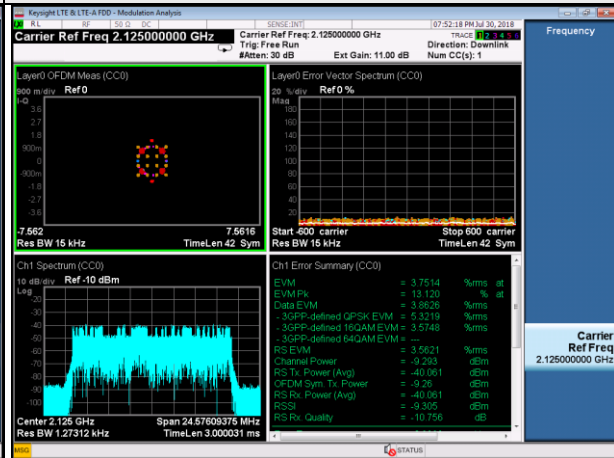 Keysight LTE & LTE-A FDD - Modulation Analysis
RL RF 50 Ω DC SENSE:INT 07:52:18 PM Jul 30, 2018
Carrier Ref Freq 2.125000000 GHz
Carrier Ref Freq: 2.125000000 GHz
Trig: Free Run
#Atten: 30 dB Ext Gain: 11.00 dB
TRACE 1 2 3 4 5 6
Direction: Downlink
Num CC(s): 1
Frequency
Layer0 OFDM Meas (CC0)
900 m/div Ref 0
I-Q
3.6
2.7
1.8
900m
0
-900m
-1.8
-2.7
-3.6
-7.562 7.5616
Res BW 15 kHz TimeLen 42 Sym
Layer0 Error Vector Spectrum (CC0)
20 %/div Ref 0 %
Mag
180
160
140
120
100
80
60
40
20
Start -600 carrier Stop 600 carrier
Res BW 15 kHz TimeLen 42 Sym
Ch1 Spectrum (CC0)
10 dB/div Ref -10 dBm
Log
-20
-30
-40
-50
-60
-70
-80
-90
-100
Center 2.125 GHz Span 24.57609375 MHz
Res BW 1.27312 kHz TimeLen 3.000031 ms
Ch1 Error Summary (CC0)
EVM = 3.7514 %rms at
EVM Pk = 13.120 % at
Data EVM = 3.8626 %rms
- 3GPP-defined QPSK EVM = 5.3219 %rms
- 3GPP-defined 16QAM EVM = 3.5748 %rms
- 3GPP-defined 64QAM EVM = ---
RS EVM = 3.5621 %rms
Channel Power = -9.293 dBm
RS Tx. Power (Avg) = -40.061 dBm
OFDM Sym. Tx. Power = -9.26 dBm
RS Rx. Power (Avg) = -40.061 dBm
RSSI = -9.305 dBm
RS Rx. Quality = -10.756 dB
Carrier
Ref Freq
2.125000000 GHz
MSG STATUS